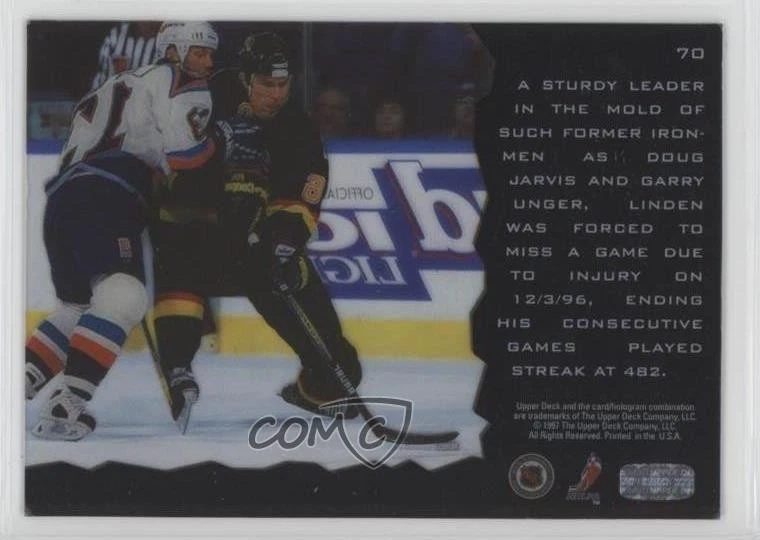 70
A STURDY LEADER
IN THE MOLD OF
SUCH FORMER IRON-
MEN AS DOUG
JARVIS AND GARRY
UNGER, LINDEN
WAS FORCED TO
MISS A GAME DUE
TO INJURY ON
12/3/96, ENDING
HIS CONSECUTIVE
GAMES PLAYED
STREAK AT 482.
Upper Deck and the card/hologram combination
are trademarks of The Upper Deck Company, LLC.
© 1997 The Upper Deck Company, LLC.
All Rights Reserved. Printed in the U.S.A.
COMC
OFFICIA
LIGH